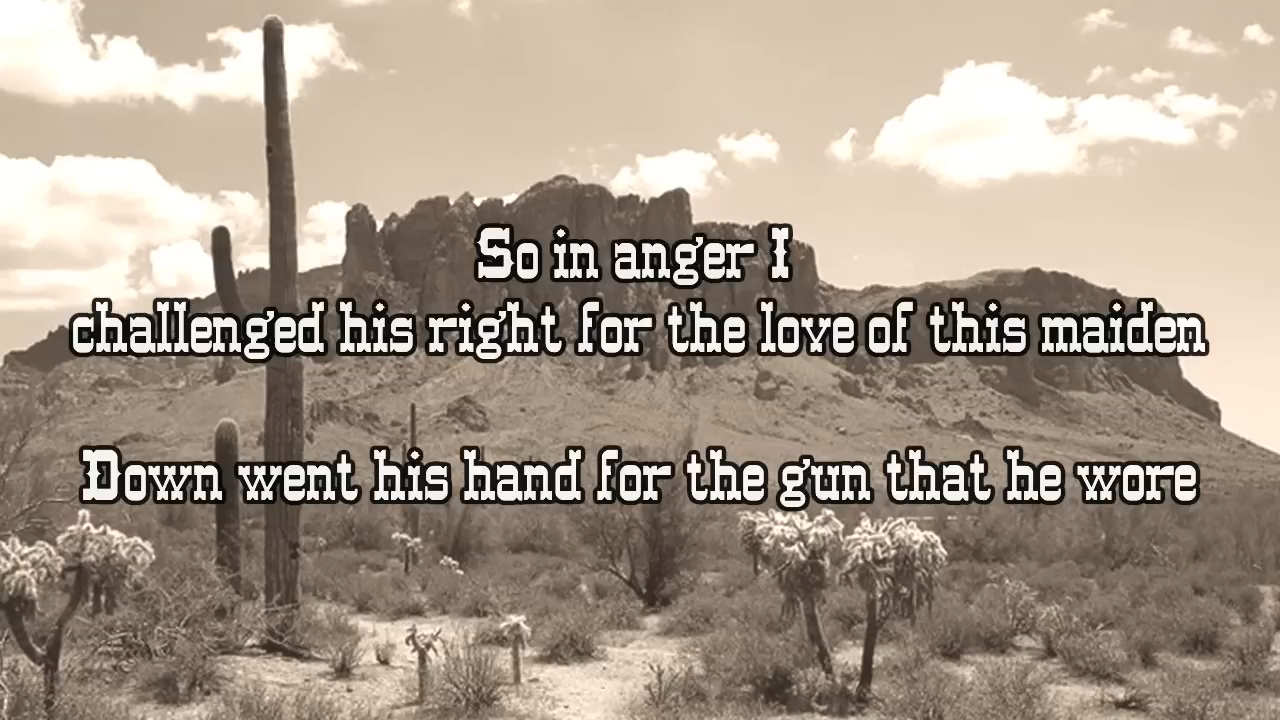 So in anger I
challenged his right for the love of this maiden
Down went his hand for the gun that he wore